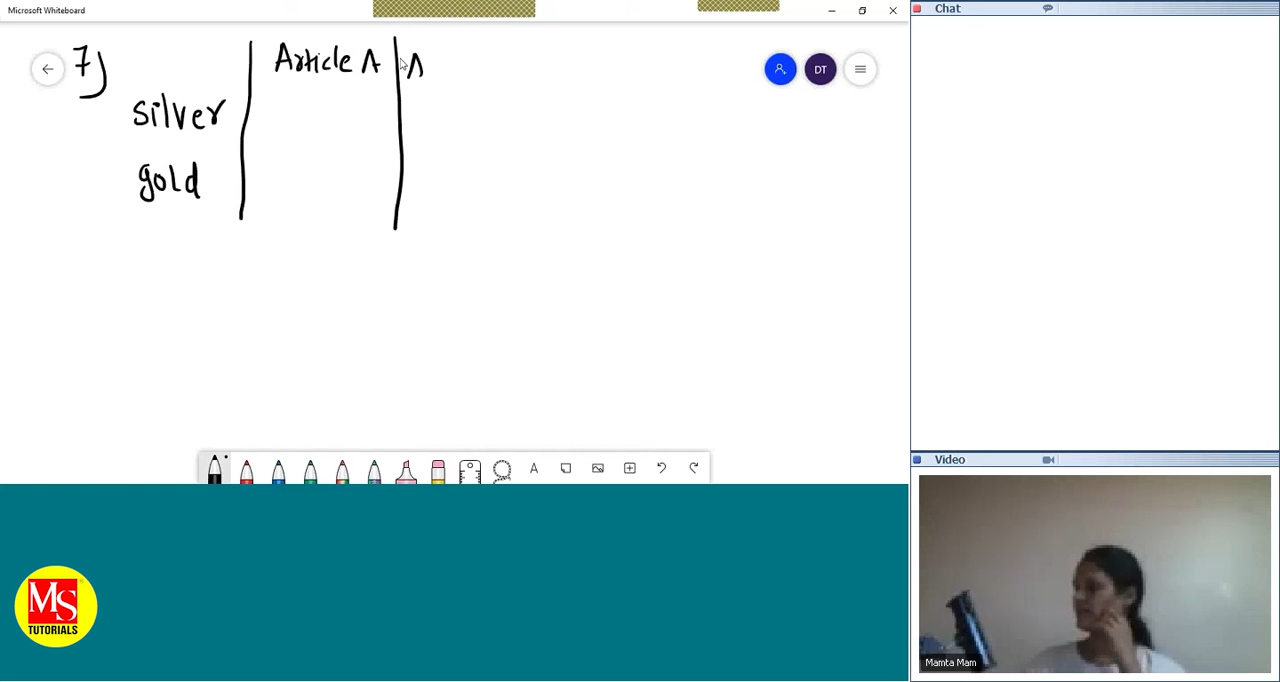 Microsoft Whiteboard
Chat
7) Article A
silver
gold
DT
A
Video
MS
TUTORIALS
Mamta Mam